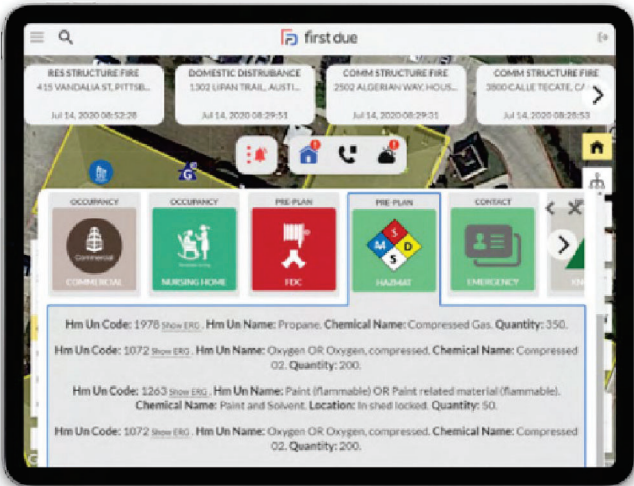 first due
RES STRUCTURE FIRE
415 VANDALIA ST, PITTSB...
Jul 14, 2020 08:52:28
DOMESTIC DISTRUBANCE
1302 LIPAN TRAIL, AUSTI...
Jul 14, 2020 08:29:51
COMM STRUCTURE FIRE
2502 ALGERIAN WAY, HOUS...
Jul 14, 2020 08:29:31
COMM STRUCTURE FIRE
3800 CALLE TECATE, CA
Jul 14, 2020 08:28:53
G
OCCUPANCY
Commercial
COMMERCIAL
OCCUPANCY
NURSING HOME
PRE-PLAN
FDC
PRE-PLAN
S
M D
S
HAZMAT
CONTACT
EMERGENCY
Hm Un Code: 1978 Show ERG . Hm Un Name: Propane. Chemical Name: Compressed Gas. Quantity: 350.
Hm Un Code: 1072 Show ERG . Hm Un Name: Oxygen OR Oxygen, compressed. Chemical Name: Compressed
O2. Quantity: 200.
Hm Un Code: 1263 Show ERG . Hm Un Name: Paint (flammable) OR Paint related material (flammable).
Chemical Name: Paint and Solvent. Location: In shed locked. Quantity: 50.
Hm Un Code: 1072 Show ERG . Hm Un Name: Oxygen OR Oxygen, compressed. Chemical Name: Compressed
O2. Quantity: 200.